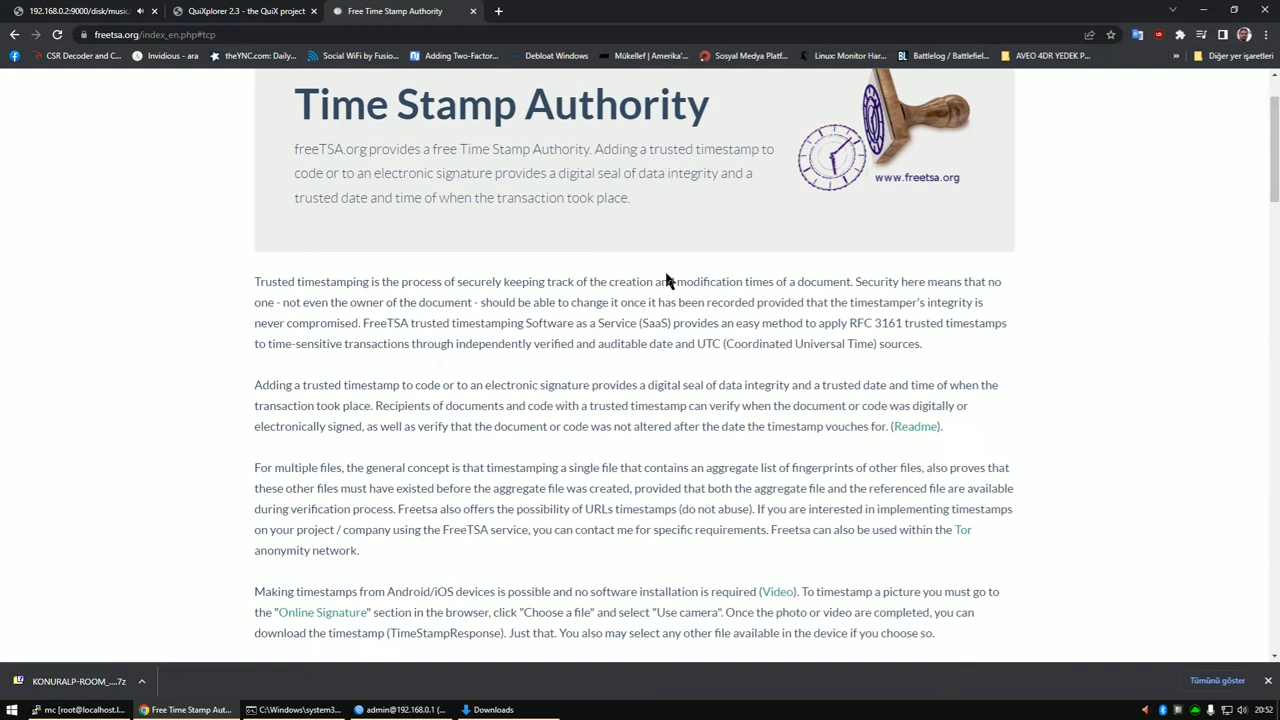 192.168.0.2:9000/disk/music
QuiXplorer 2.3 - the QuiX project
Free Time Stamp Authority
freetsa.org/index_en.php#tcp
CSR Decoder and C...
Invidious - ara
theYNC.com: Daily...
Social WiFi by Fusio...
Adding Two-Factor...
Debloat Windows
Mükellef | Amerika'...
Sosyal Medya Platf...
Linux: Monitor Har...
Battlelog / Battlefiel...
AVEO 4DR YEDEK P...
»
Diğer yer işaretleri
Time Stamp Authority
freeTSA.org provides a free Time Stamp Authority. Adding a trusted timestamp to
code or to an electronic signature provides a digital seal of data integrity and a
trusted date and time of when the transaction took place.
www.freetsa.org
Trusted timestamping is the process of securely keeping track of the creation and modification times of a document. Security here means that no
one - not even the owner of the document - should be able to change it once it has been recorded provided that the timestamper's integrity is
never compromised. FreeTSA trusted timestamping Software as a Service (SaaS) provides an easy method to apply RFC 3161 trusted timestamps
to time-sensitive transactions through independently verified and auditable date and UTC (Coordinated Universal Time) sources.
Adding a trusted timestamp to code or to an electronic signature provides a digital seal of data integrity and a trusted date and time of when the
transaction took place. Recipients of documents and code with a trusted timestamp can verify when the document or code was digitally or
electronically signed, as well as verify that the document or code was not altered after the date the timestamp vouches for. (Readme).
For multiple files, the general concept is that timestamping a single file that contains an aggregate list of fingerprints of other files, also proves that
these other files must have existed before the aggregate file was created, provided that both the aggregate file and the referenced file are available
during verification process. Freetsa also offers the possibility of URLs timestamps (do not abuse). If you are interested in implementing timestamps
on your project / company using the FreeTSA service, you can contact me for specific requirements. Freetsa can also be used within the Tor
anonymity network.
Making timestamps from Android/iOS devices is possible and no software installation is required (Video). To timestamp a picture you must go to
the "Online Signature" section in the browser, click "Choose a file" and select "Use camera". Once the photo or video are completed, you can
download the timestamp (TimeStampResponse). Just that. You also may select any other file available in the device if you choose so.
KONURALP-ROOM_....7z
Tümünü göster
mc [root@localhost.l...
Free Time Stamp Aut...
C:\Windows\system3...
admin@192.168.0.1 (...
Downloads
20:52